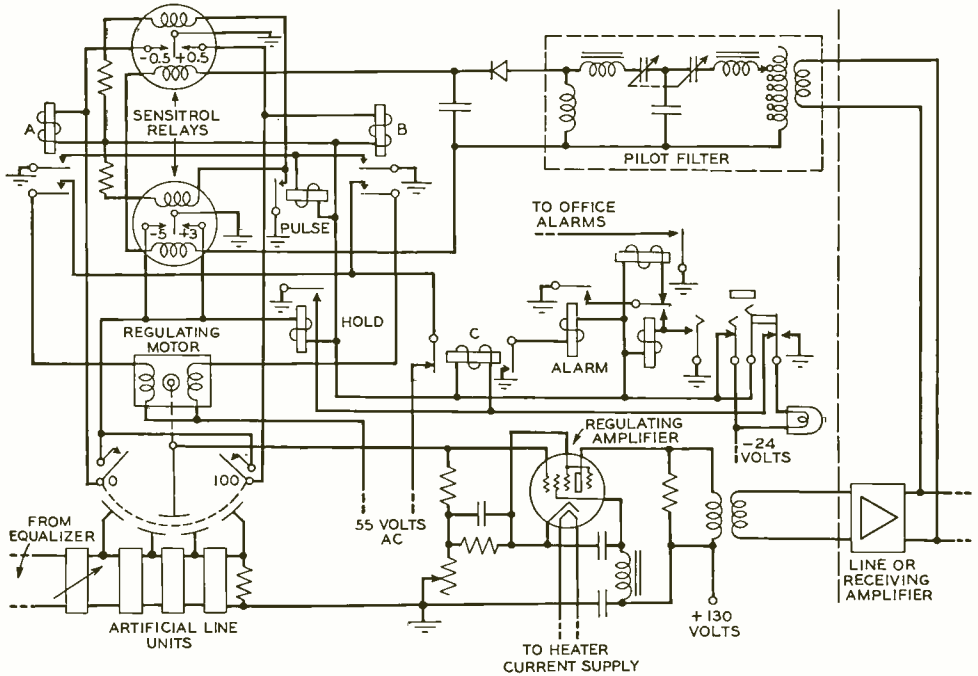 -0.5 +0.5
SENSITROL
RELAYS
A
B
PILOT FILTER
-5 +3
PULSE
TO OFFICE
ALARMS
HOLD
C
ALARM
REGULATING
MOTOR
REGULATING
AMPLIFIER
-24
VOLTS
0
100
55 VOLTS
AC
FROM
EQUALIZER
ARTIFICIAL LINE
UNITS
+130
VOLTS
LINE OR
RECEIVING
AMPLIFIER
TO HEATER
CURRENT SUPPLY